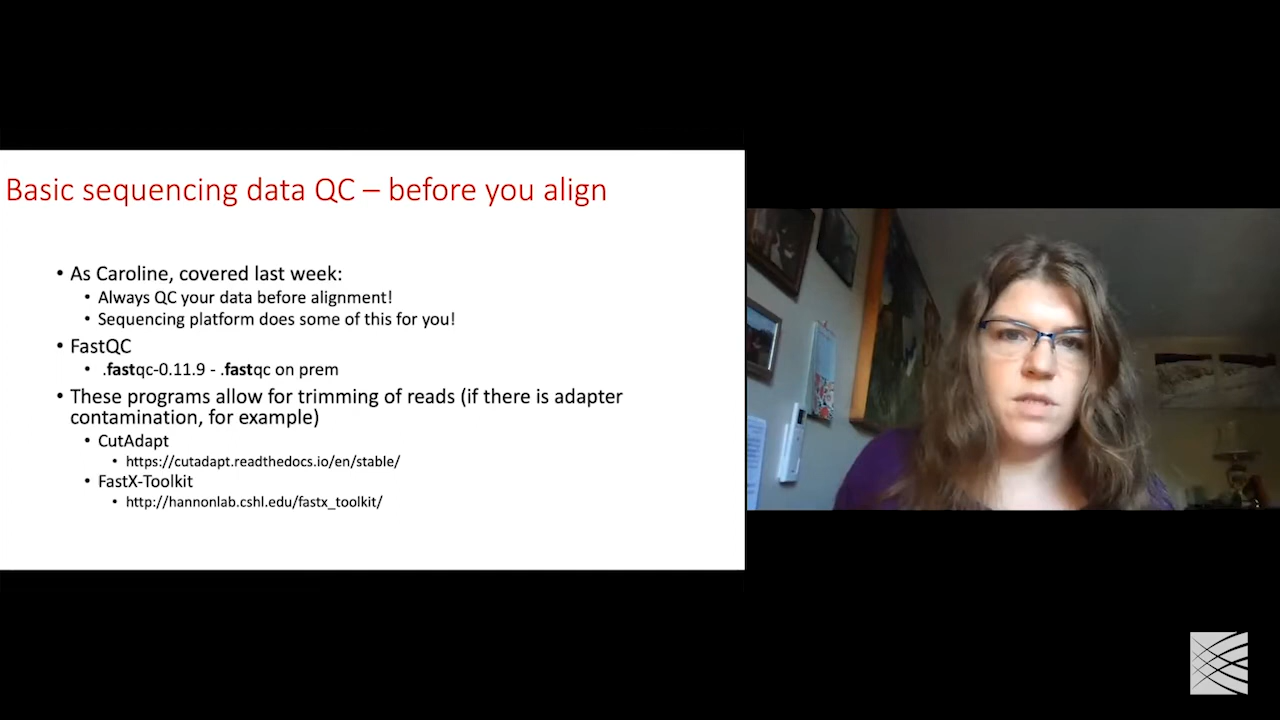 Basic sequencing data QC – before you align
• As Caroline, covered last week:
• Always QC your data before alignment!
• Sequencing platform does some of this for you!
• FastQC
• .fastqc-0.11.9 - .fastqc on prem
• These programs allow for trimming of reads (if there is adapter
contamination, for example)
• CutAdapt
• https://cutadapt.readthedocs.io/en/stable/
• FastX-Toolkit
• http://hannonlab.cshl.edu/fastx_toolkit/